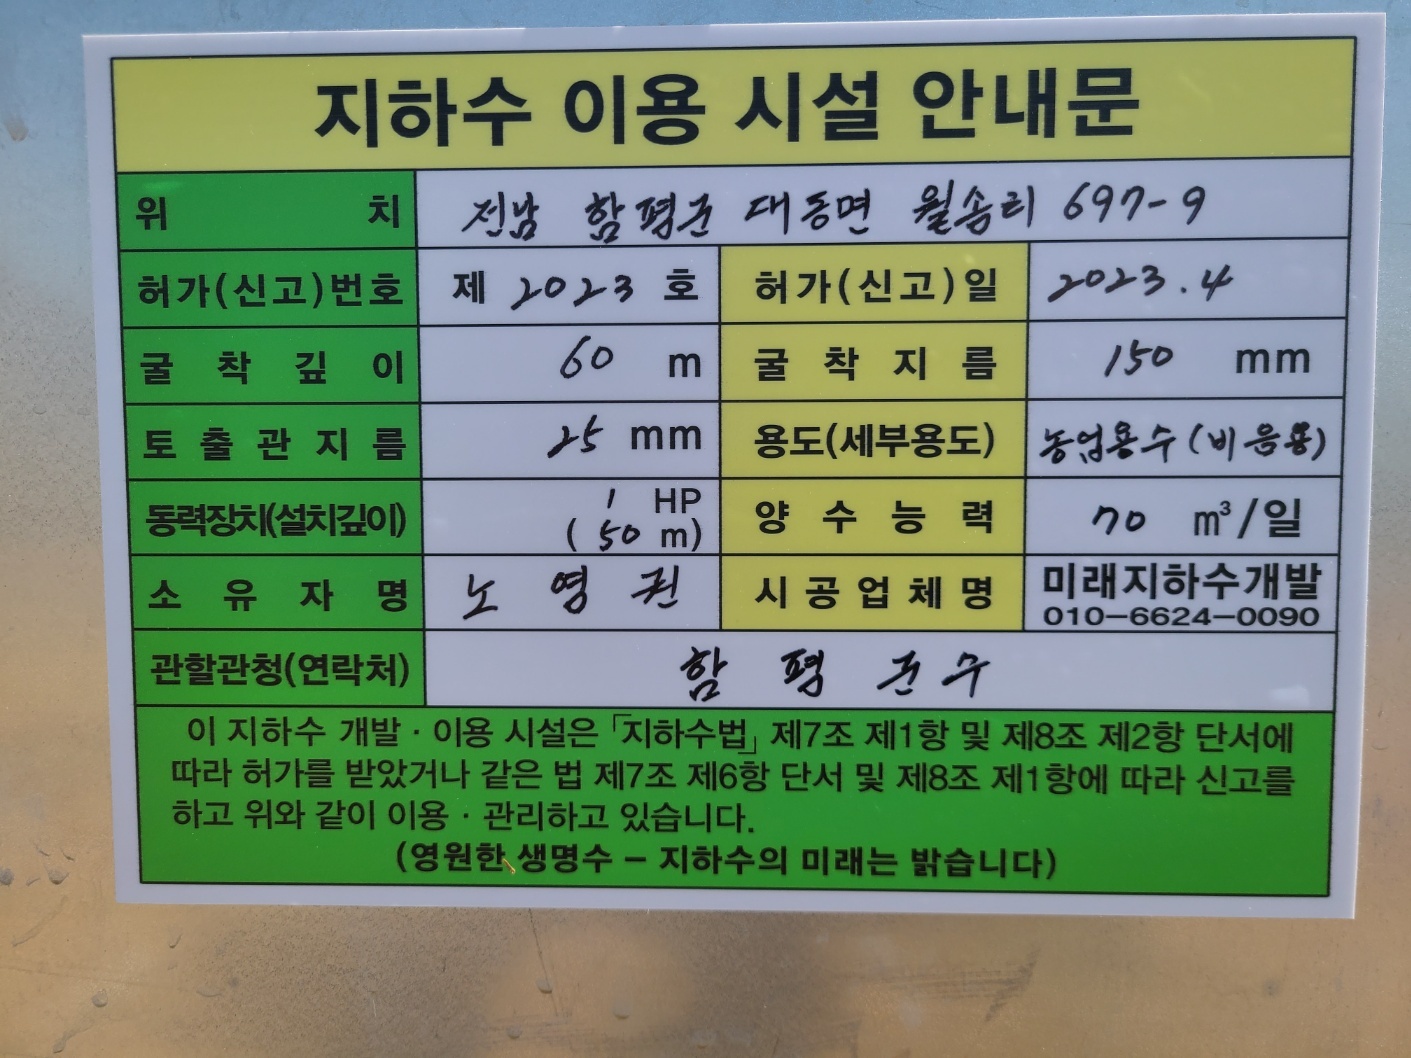 지하수 이용 시설 안내문
위 치 전남 함평군 대동면 월송리 697-9
허가(신고)번호 제 2023 호 허가(신고)일 2023.4
굴착깊이 60 m 굴착지름 150 mm
토출관지름 25 mm 용도(세부용도) 농업용수(비음용)
동력장치(설치깊이) 1 HP (50 m) 양수능력 70 ㎥/일
소유자명 노영권 시공업체명 미래지하수개발
010-6624-0090
관할관청(연락처) 함평군수
이 지하수 개발·이용 시설은「지하수법」제7조 제1항 및 제8조 제2항 단서에
따라 허가를 받았거나 같은 법 제7조 제6항 단서 및 제8조 제1항에 따라 신고를
하고 위와 같이 이용·관리하고 있습니다.
(영원한 생명수 - 지하수의 미래는 밝습니다)